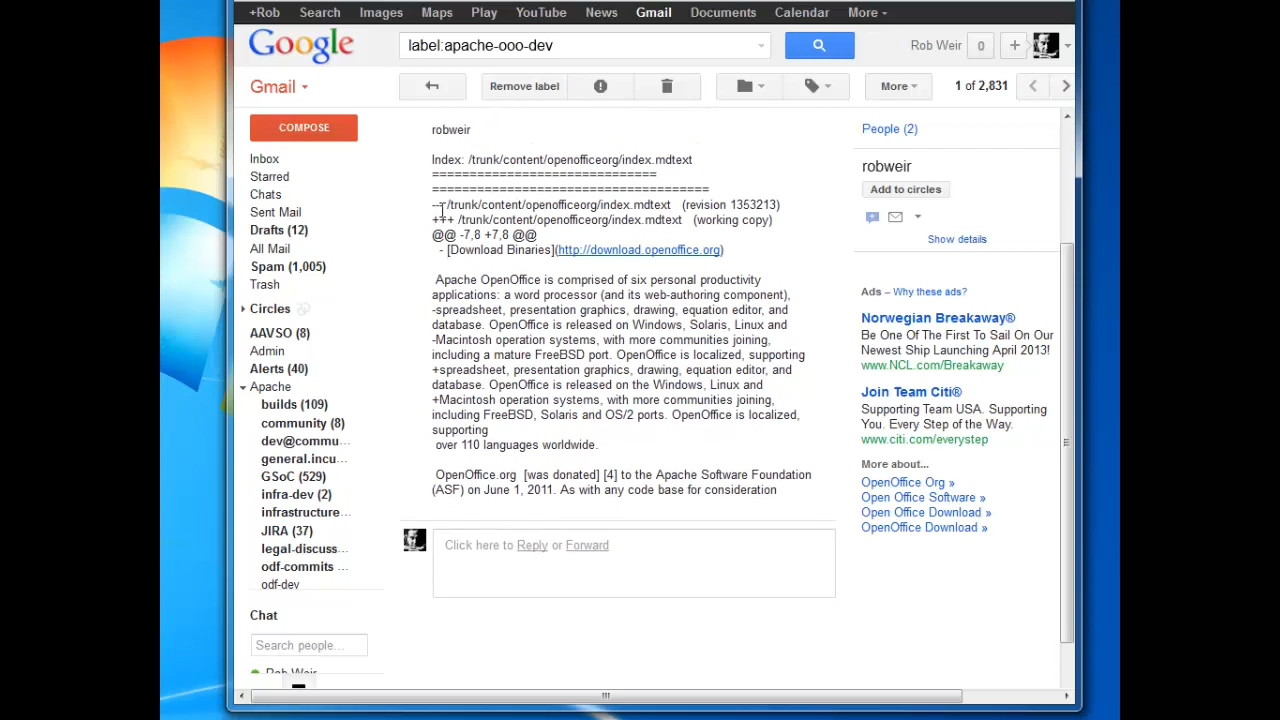 +Rob Search Images Maps Play YouTube News Gmail Documents Calendar More
Google
label:apache-ooo-dev
Rob Weir 0 +
Gmail
Remove label
More
1 of 2,831
COMPOSE
Inbox
Starred
Chats
Sent Mail
Drafts (12)
All Mail
Spam (1,005)
Trash
Circles
AAVSO (8)
Admin
Alerts (40)
Apache
builds (109)
community (8)
dev@commu...
general.incu...
GSoC (529)
infra-dev (2)
infrastructure...
JIRA (37)
legal-discuss...
odf-commits ...
odf-dev
Chat
Search people...
Rob Weir
robweir
Index: /trunk/content/openofficeorg/index.mdtext
==============================
=====================================
--- /trunk/content/openofficeorg/index.mdtext (revision 1353213)
+++ /trunk/content/openofficeorg/index.mdtext (working copy)
@@ -7,8 +7,8 @@
- [Download Binaries](http://download.openoffice.org)
Apache OpenOffice is comprised of six personal productivity
applications: a word processor (and its web-authoring component),
-spreadsheet, presentation graphics, drawing, equation editor, and
database. OpenOffice is released on Windows, Solaris, Linux and
-Macintosh operation systems, with more communities joining,
including a mature FreeBSD port. OpenOffice is localized, supporting
+spreadsheet, presentation graphics, drawing, equation editor, and
database. OpenOffice is released on the Windows, Linux and
+Macintosh operation systems, with more communities joining,
including FreeBSD, Solaris and OS/2 ports. OpenOffice is localized,
supporting
over 110 languages worldwide.
OpenOffice.org [was donated] [4] to the Apache Software Foundation
(ASF) on June 1, 2011. As with any code base for consideration
Click here to Reply or Forward
People (2)
robweir
Add to circles
Show details
Ads – Why these ads?
Norwegian Breakaway®
Be One Of The First To Sail On Our
Newest Ship Launching April 2013!
www.NCL.com/Breakaway
Join Team Citi®
Supporting Team USA. Supporting
You. Every Step of the Way.
www.citi.com/everystep
More about...
OpenOffice Org »
Open Office Software »
Open Office Download »
OpenOffice Download »